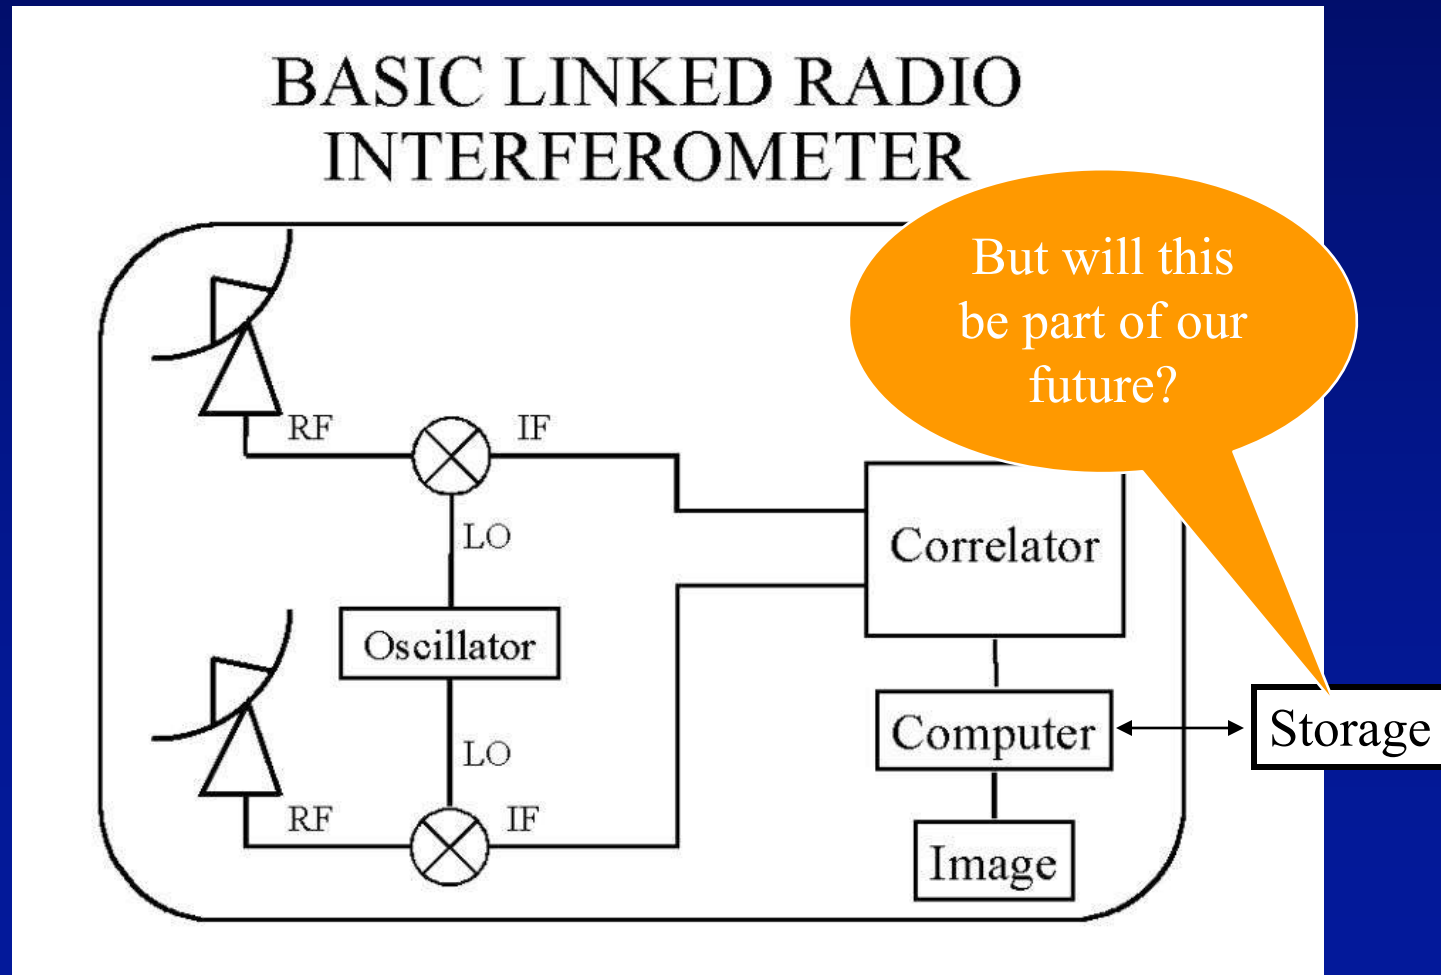 BASIC LINKED RADIO
INTERFEROMETER
But will this
be part of our
future?
RF
IF
LO
Correlator
Oscillator
LO
Computer
Storage
RF
IF
Image